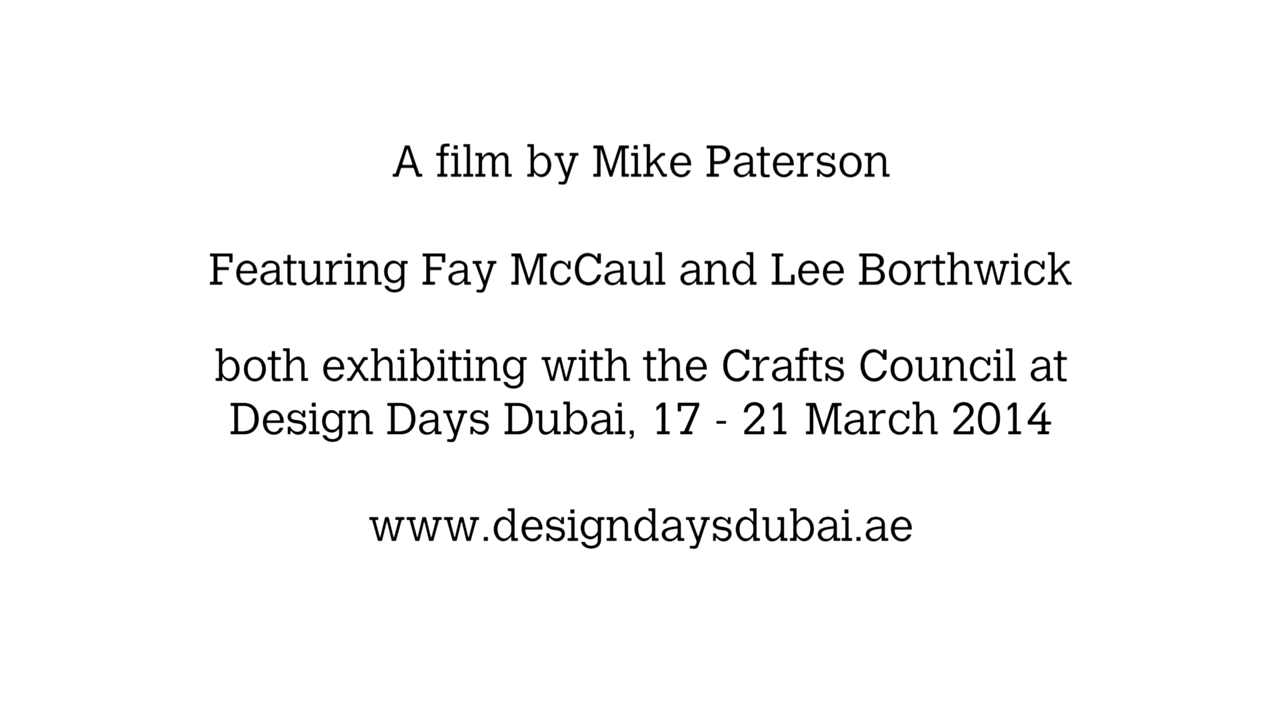 A film by Mike Paterson
Featuring Fay McCaul and Lee Borthwick
both exhibiting with the Crafts Council at
Design Days Dubai, 17 - 21 March 2014
www.designdaysdubai.ae